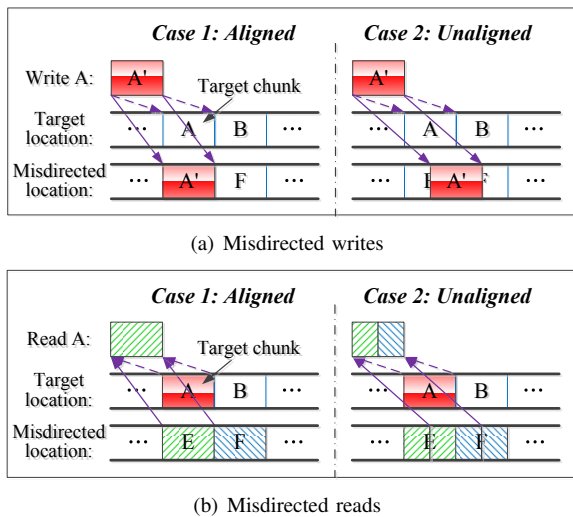 Case 1: Aligned
Case 2: Unaligned
Write A:
A'
A'
Target chunk
Target location:
... A B ...
... A B ...
Misdirected location:
... A' F ...
... E A' F ...
(a) Misdirected writes
Case 1: Aligned
Case 2: Unaligned
Read A:
Target chunk
Target location:
... A B ...
... A B ...
Misdirected location:
... E F ...
... E F ...
(b) Misdirected reads